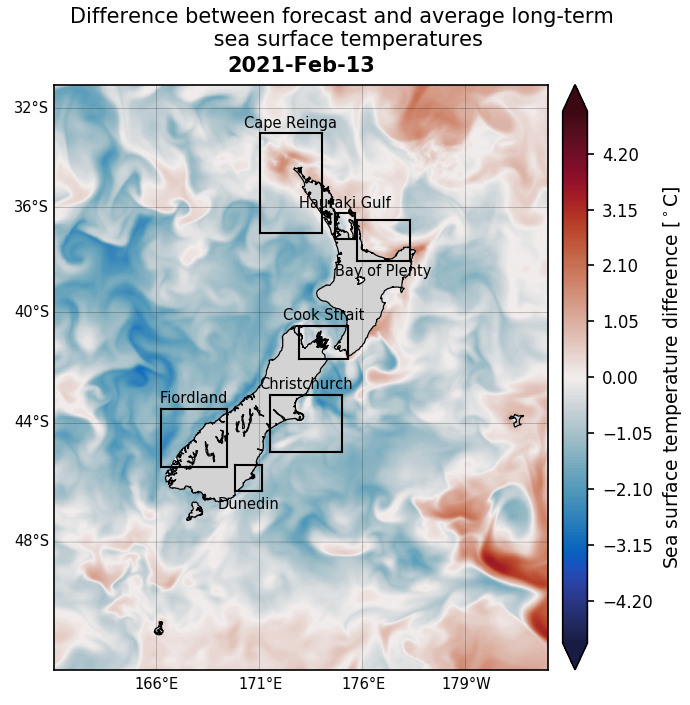 Difference between forecast and average long-term
sea surface temperatures
2021-Feb-13
32°S
36°S
40°S
44°S
48°S
Cape Reinga
Hauraki Gulf
Bay of Plenty
Cook Strait
Christchurch
Fiordland
Dunedin
166°E
171°E
176°E
179°W
4.20
3.15
2.10
1.05
0.00
−1.05
−2.10
−3.15
−4.20
Sea surface temperature difference [°C]